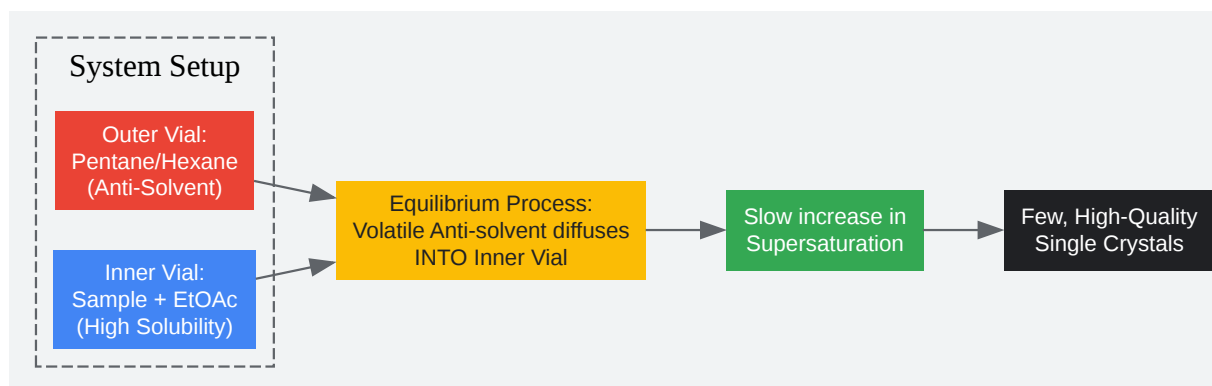 System Setup
Outer Vial:
Pentane/Hexane
(Anti-Solvent)
Inner Vial:
Sample + EtOAc
(High Solubility)
Equilibrium Process:
Volatile Anti-solvent diffuses
INTO Inner Vial
Slow increase in
Supersaturation
Few, High-Quality
Single Crystals